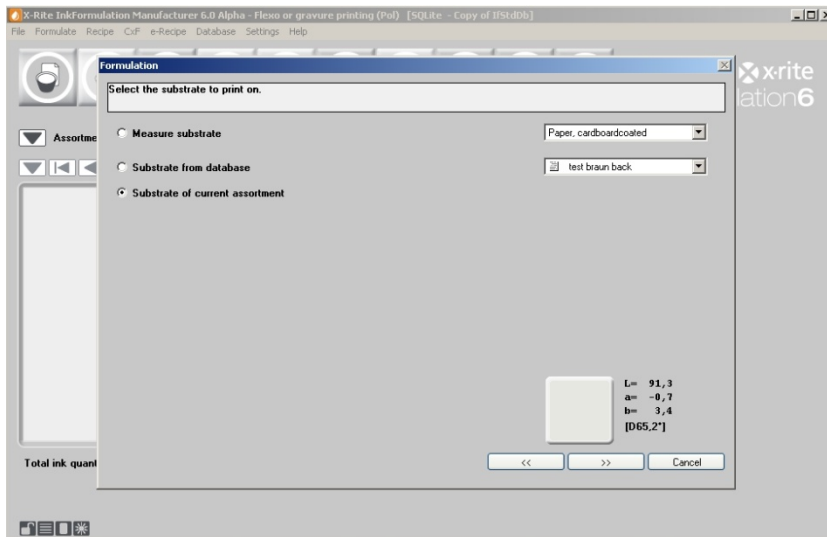 X-Rite InkFormulation Manufacturer 6.0 Alpha - Flexo or gravure printing (Pol) [SQLite - Copy of IfStdDb]
File Formulate Recipe CxF e-Recipe Database Settings Help
Formulation
Select the substrate to print on.
x·rite
lation6
Assortme
Measure substrate
Paper, cardboardcoated
Substrate from database
test braun back
Substrate of current assortment
L= 91,3
a= -0,7
b= 3,4
[D65,2°]
Total ink quant
<< >> Cancel